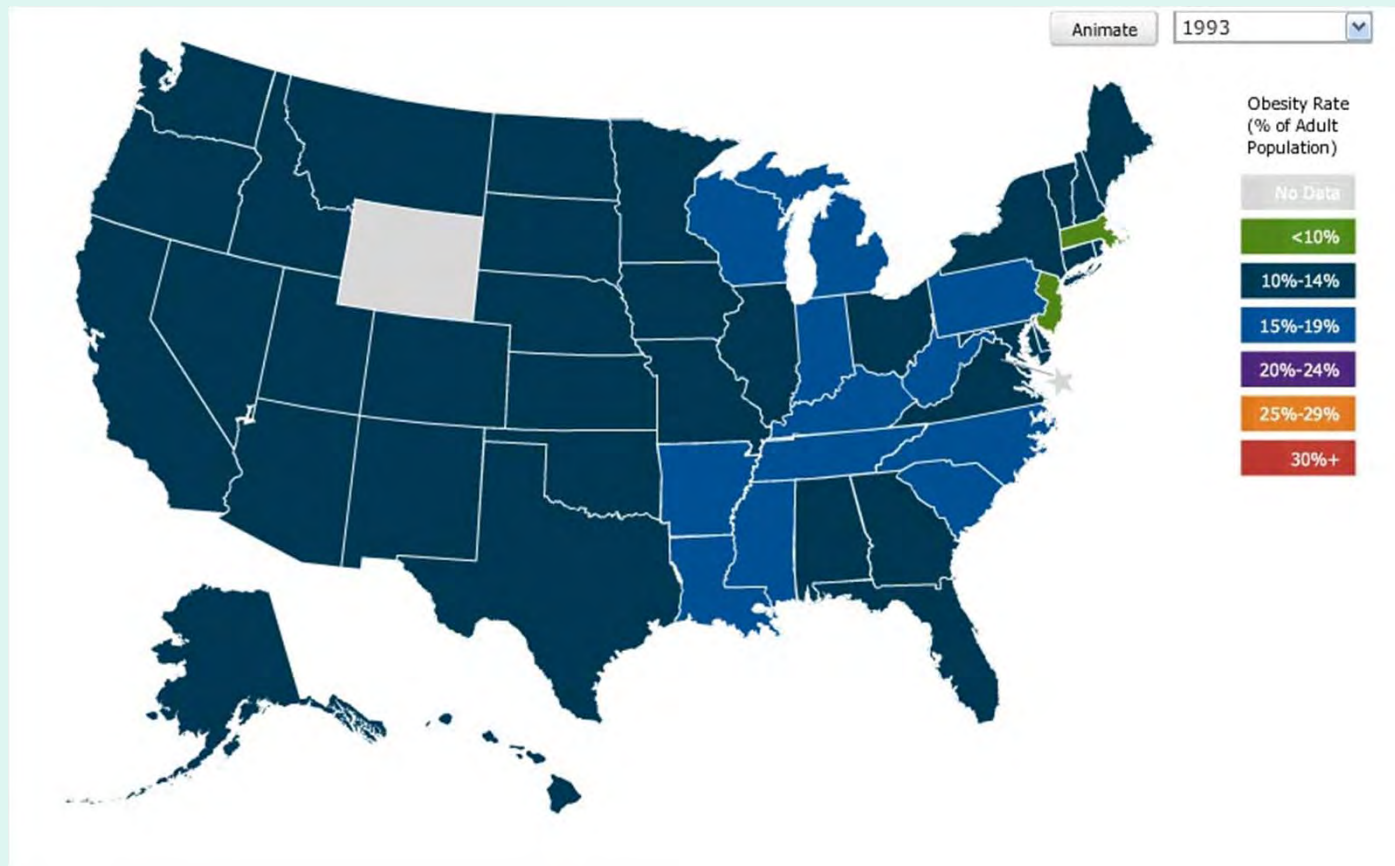 Animate
1993
Obesity Rate
(% of Adult
Population)
No Data
<10%
10%-14%
15%-19%
20%-24%
25%-29%
30%+